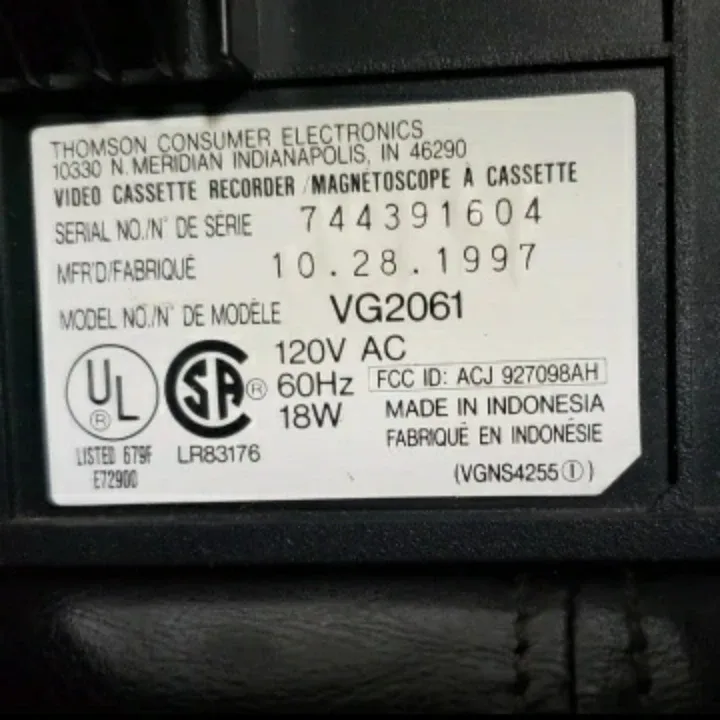 THOMSON CONSUMER ELECTRONICS
10330 N. MERIDIAN INDIANAPOLIS, IN 46290
VIDEO CASSETTE RECORDER/MAGNÉTOSCOPE À CASSETTE
SERIAL NO./N° DE SÉRIE 744391604
MFR'D/FABRIQUÉ 10.28.1997
MODEL NO./N° DE MODÈLE VG2061
UL ®
SA ®
120V AC
60Hz FCC ID: ACJ 927098AH
18W MADE IN INDONESIA
FABRIQUÉ EN INDONÉSIE
LISTED 679F LR83176
E72900 (VGNS4255①)